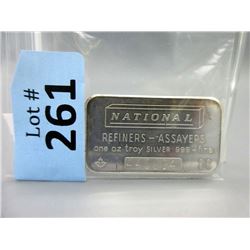 Lot #
261
NATIONAL
REFINERS - ASSAYERS
one oz troy SILVER 999+ fine